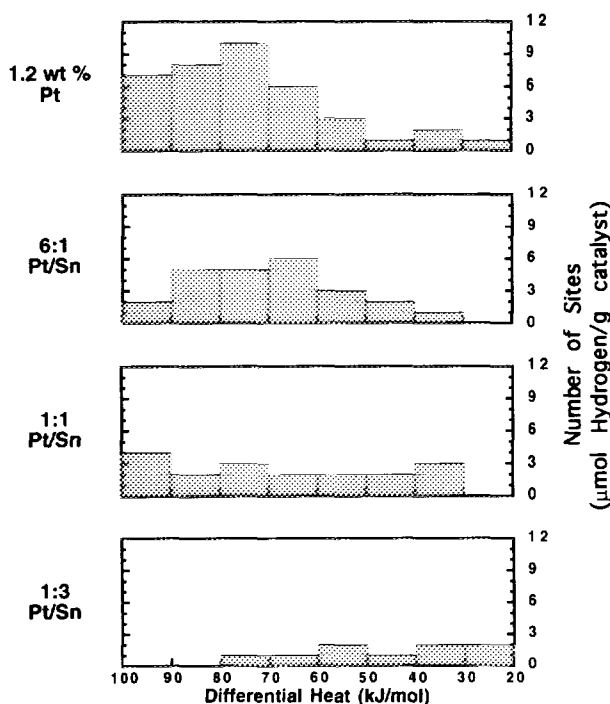 1.2 wt %
Pt
12
9
6
3
0
6:1
Pt/Sn
12
9
6
3
0
1:1
Pt/Sn
12
9
6
3
0
1:3
Pt/Sn
12
9
6
3
0
100 90 80 70 60 50 40 30 20
Differential Heat (kJ/mol)
Number of Sites
(μmol Hydrogen/g catalyst)